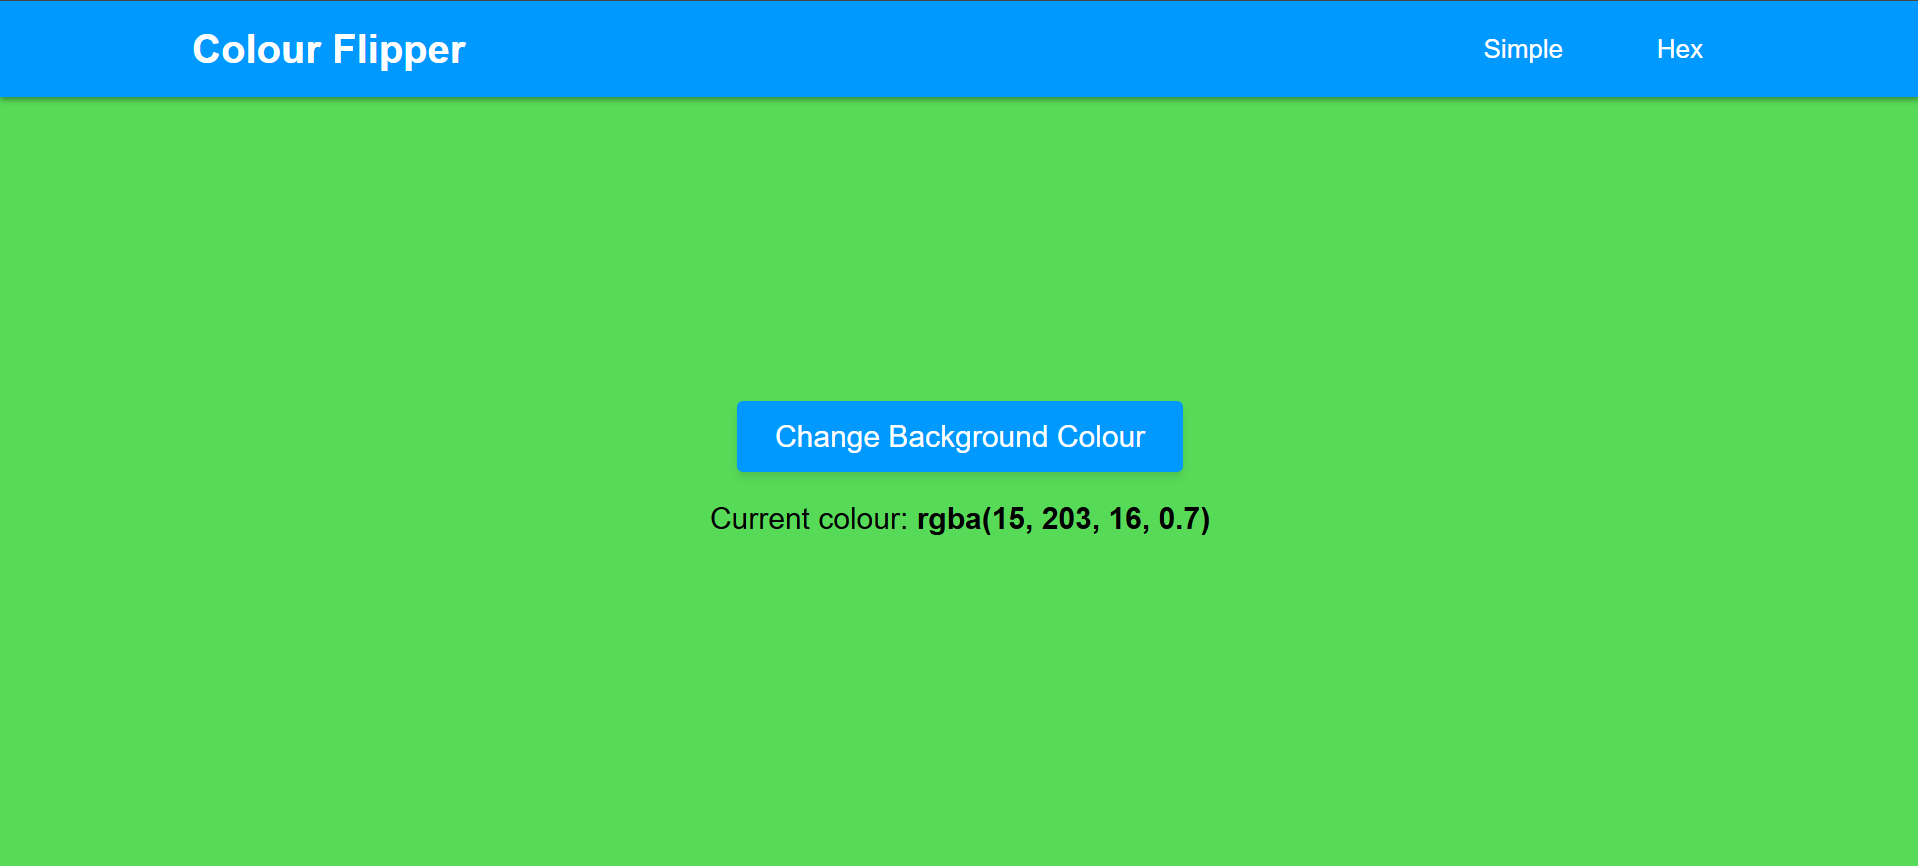 Colour Flipper
Simple
Hex
Change Background Colour
Current colour: rgba(15, 203, 16, 0.7)